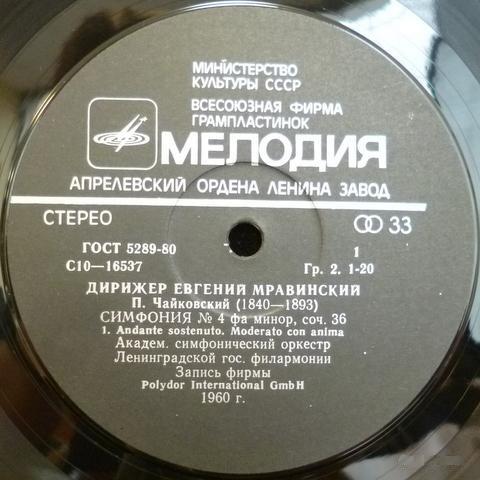 МИНИСТЕРСТВО
КУЛЬТУРЫ СССР
ВСЕСОЮЗНАЯ ФИРМА
ГРАМПЛАСТИНОК
МЕЛОДИЯ
АПРЕЛЕВСКИЙ ОРДЕНА ЛЕНИНА ЗАВОД
СТЕРЕО 33
ГОСТ 5289-80 1
С10—16537 Гр. 2. 1-20
ДИРИЖЕР ЕВГЕНИЙ МРАВИНСКИЙ
П. Чайковский (1840—1893)
СИМФОНИЯ № 4 фа минор, соч. 36
1. Andante sostenuto. Moderato con anima
Академ. симфонический оркестр
Ленинградской гос. филармонии
Запись фирмы
Polydor International GmbH
1960 г.